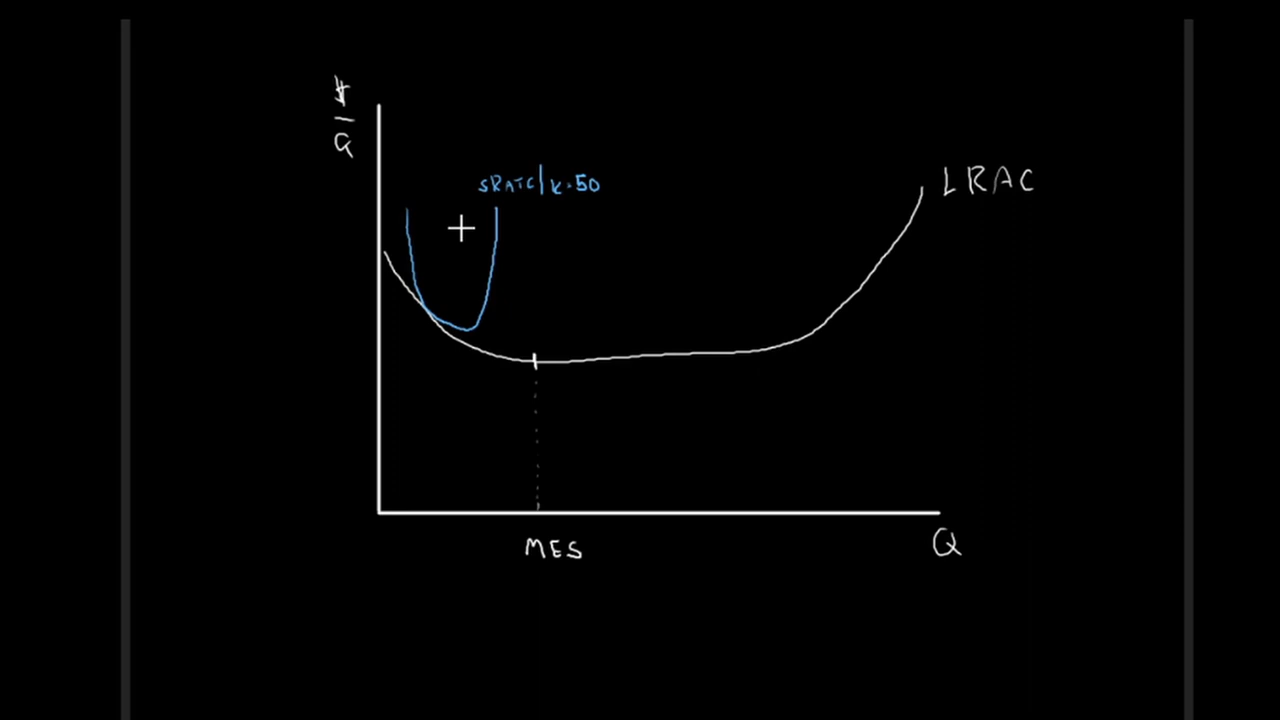 $
Q
SRATC|K=50
LRAC
MES
Q